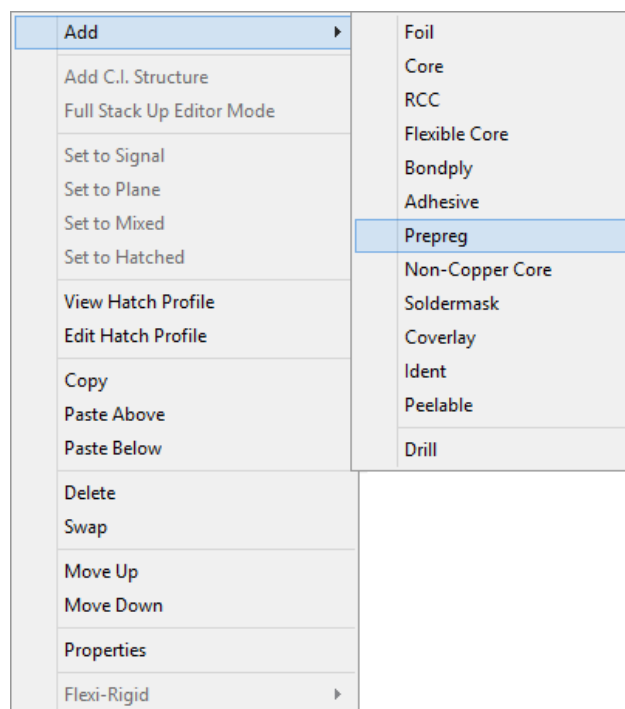 Add
Add C.I. Structure
Full Stack Up Editor Mode
Set to Signal
Set to Plane
Set to Mixed
Set to Hatched
View Hatch Profile
Edit Hatch Profile
Copy
Paste Above
Paste Below
Delete
Swap
Move Up
Move Down
Properties
Flexi-Rigid
Foil
Core
RCC
Flexible Core
Bondply
Adhesive
Prepreg
Non-Copper Core
Soldermask
Coverlay
Ident
Peelable
Drill